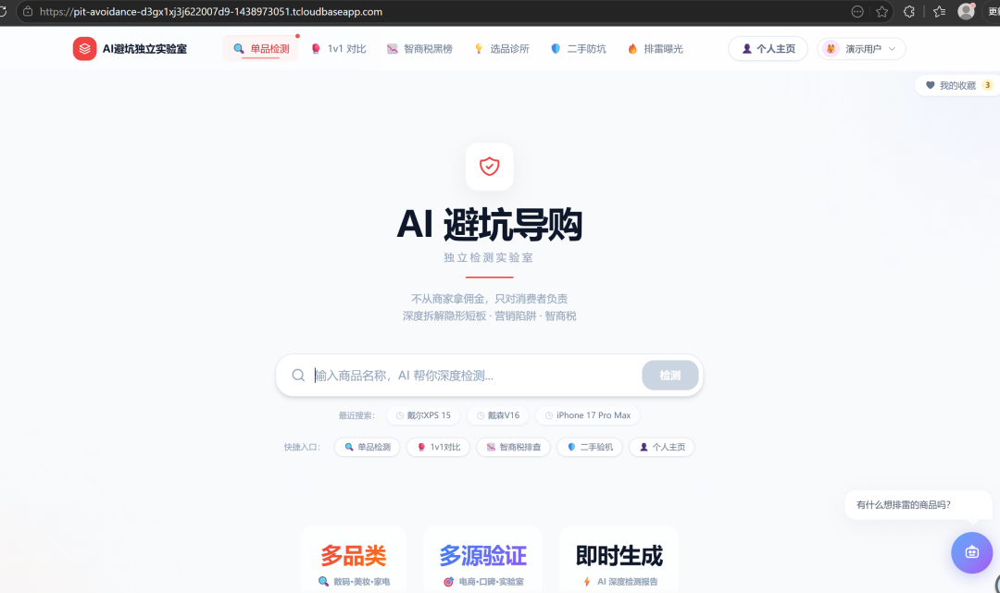 https://pit-avoidance-d3gx1xj3j622007d9-1438973051.tcloudbaseapp.com
更新
AI避坑独立实验室
单品检测
1v1 对比
智商税黑榜
选品诊所
二手防坑
排雷曝光
个人主页
演示用户
我的收藏 3
AI 避坑导购
独立检测实验室
不从商家拿佣金，只对消费者负责
深度拆解隐形短板 · 营销陷阱 · 智商税
输入商品名称，AI 帮你深度检测...
检测
最近搜索：
戴尔XPS 15
戴森V16
iPhone 17 Pro Max
快捷入口：
单品检测
1v1对比
智商税排查
二手验机
个人主页
有什么想排雷的商品吗?
多品类
数码•美妆•家电
多源验证
电商•口碑•实验室
即时生成
AI 深度检测报告